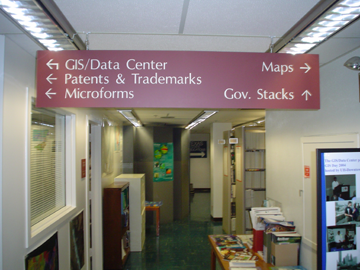 GIS/Data Center
Patents & Trademarks
Microforms
Maps
Gov. Stacks